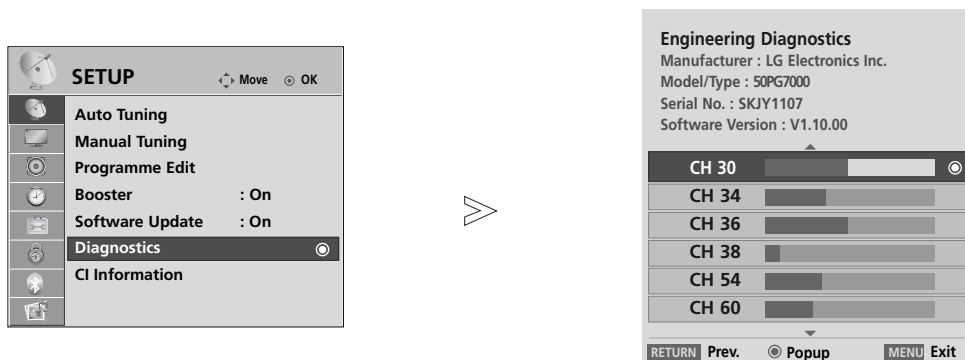 SETUP
Move OK
Auto Tuning
Manual Tuning
Programme Edit
Booster : On
Software Update : On
Diagnostics
CI Information
Engineering Diagnostics
Manufacturer : LG Electronics Inc.
Model/Type : 50PG7000
Serial No. : SKJY1107
Software Version : V1.10.00
CH 30
CH 34
CH 36
CH 38
CH 54
CH 60
RETURN Prev. Popup MENU Exit